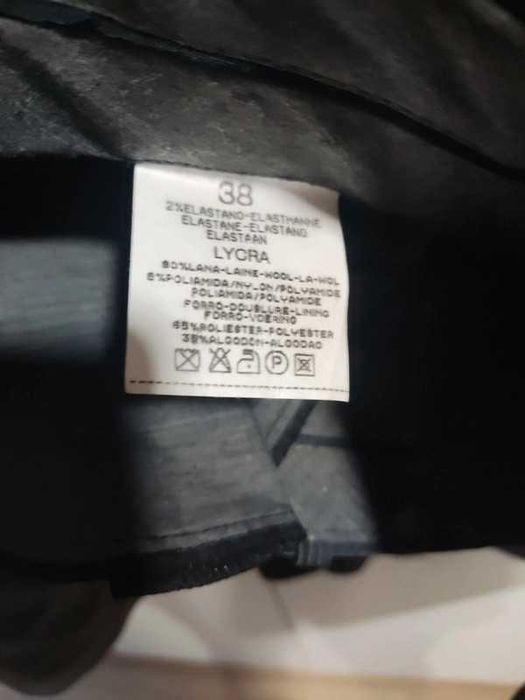 38
2%ELASTANO-ELASTHANNE
ELASTANE-ELASTANO
ELASTAAN
LYCRA
90%LANA-LAINE-WOOL-LA-WOL
8%POLIAMIDA/NYLON/POLYAMIDE
POLIAMIDA/POLYAMIDE
FORRO-DOUBLURE-LINING
FORRO-VOERING
65%POLIESTER-POLYESTER
35%ALGODON-ALGODAO
P